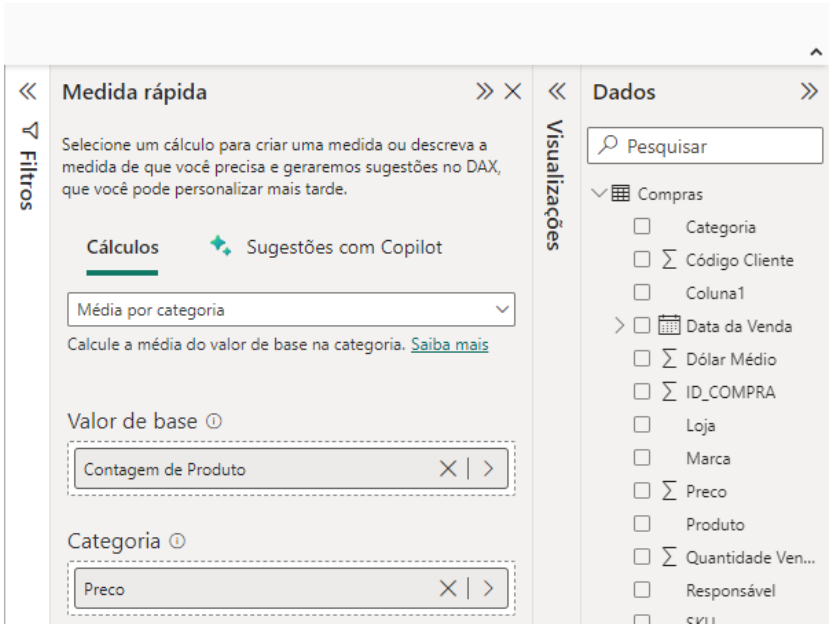 Medida rápida
Selecione um cálculo para criar uma medida ou descreva a
medida de que você precisa e geraremos sugestões no DAX,
que você pode personalizar mais tarde.
Cálculos
Sugestões com Copilot
Média por categoria
Calcule a média do valor de base na categoria. Saiba mais
Valor de base
Contagem de Produto
Categoria
Preco
Filtros
Visualizações
Dados
Pesquisar
Compras
Categoria
Código Cliente
Coluna1
Data da Venda
Dólar Médio
ID_COMPRA
Loja
Marca
Preco
Produto
Quantidade Ven...
Responsável
SKU